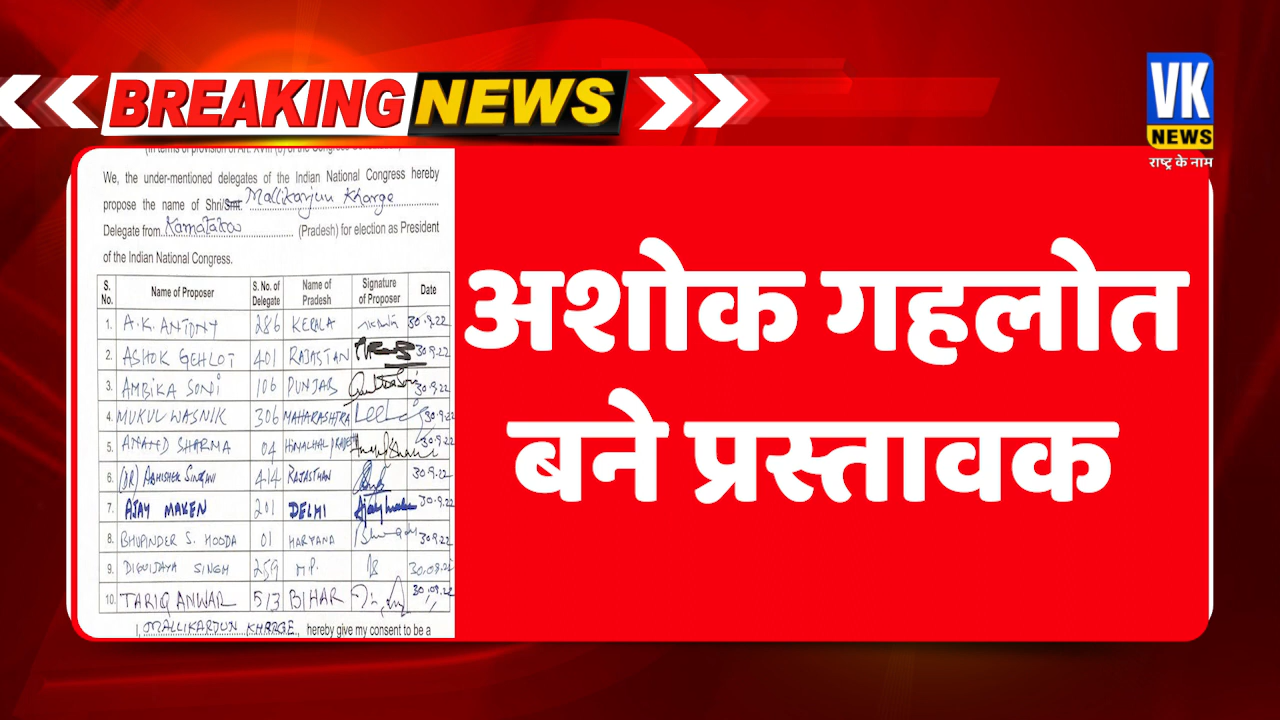 BREAKING NEWS
VK
NEWS
राष्ट्र के नाम
We, the under-mentioned delegates of the Indian National Congress hereby
propose the name of Shri/Smt. Mallikarjun Kharge
Delegate from Karnataka (Pradesh) for election as President
of the Indian National Congress.
S. No. Name of Proposer S. No. of Delegate Name of Pradesh Signature of Proposer Date
1. A.K. ANTONY 286 KERALA 30.9.22
2. ASHOK GEHLOT 401 RAJASTAN 30.9.22
3. AMBIKA SONI 106 PUNJAB 30.9.22
4. MUKUL WASNIK 306 MAHARASHTRA 30.9.22
5. ANAND SHARMA 04 30.9.22
6. (DR) ABHISHEK 414 RAJASTHAN 30.9.22
7. AJAY MAKEN 201 DELHI 30.9.22
8. BHUPINDER S. HOODA 01 HARYANA 30.9.22
9. DIGVIJAYA SINGH 259 M.P. 30.09.22
10. TARIQ ANWAR 513 BIHAR 30.09.22
I, MALLIKARJUN KHARGE, hereby give my consent to be a
अशोक गहलोत
बने प्रस्तावक